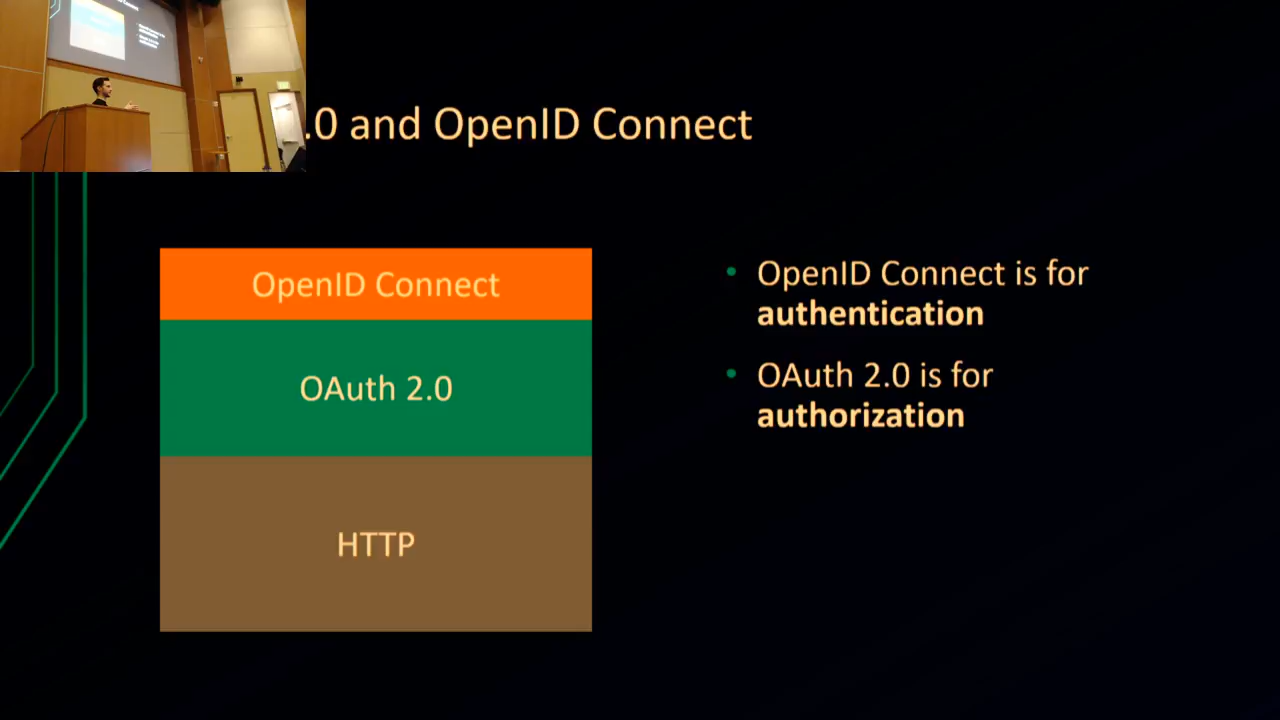 .0 and OpenID Connect
OpenID Connect
OAuth 2.0
HTTP
• OpenID Connect is for
authentication
• OAuth 2.0 is for
authorization